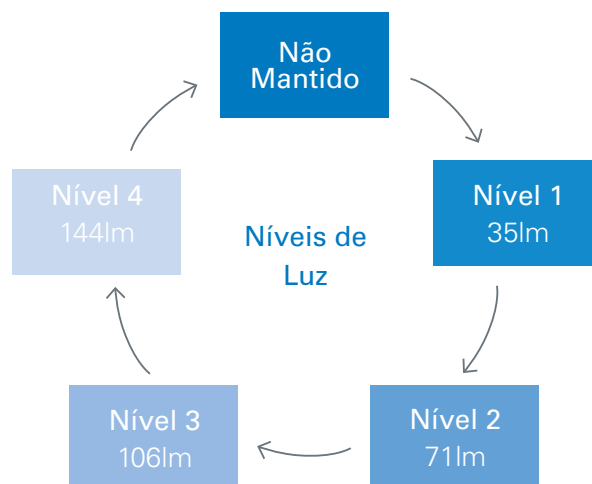 Não
Mantido
Nível 1
35lm
Nível 2
71lm
Nível 3
106lm
Nível 4
144lm
Níveis de
Luz